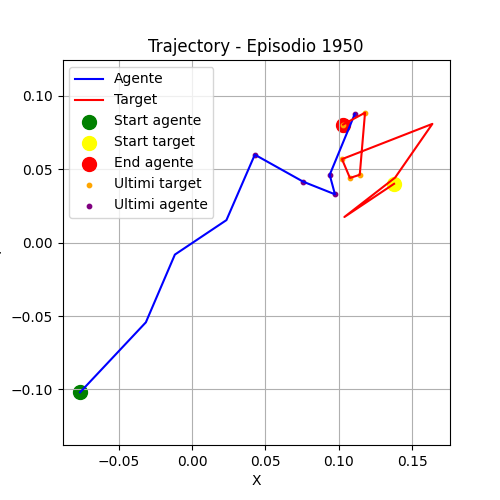 Trajectory - Episodio 1950
Agente
Target
Start agente
Start target
End agente
Ultimi target
Ultimi agente
0.10
0.05
0.00
−0.05
−0.10
−0.05
0.00
0.05
0.10
0.15
X